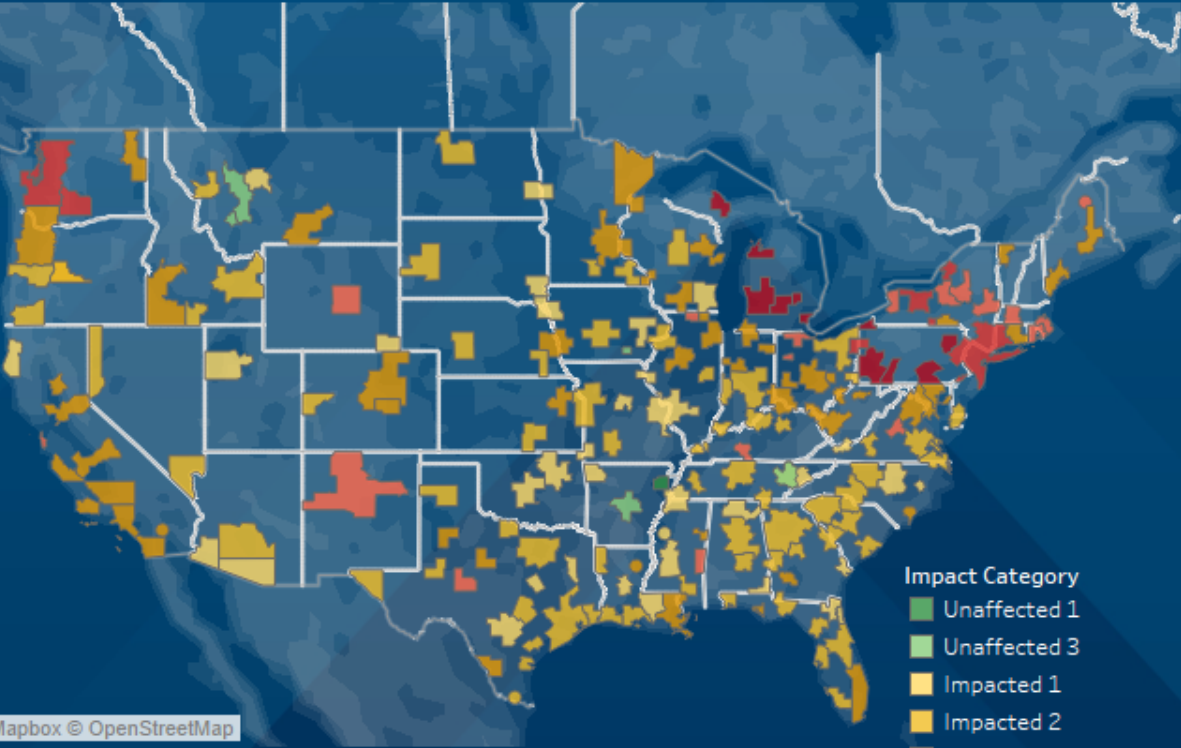 Impact Category
Unaffected 1
Unaffected 3
Impacted 1
Impacted 2
Mapbox © OpenStreetMap